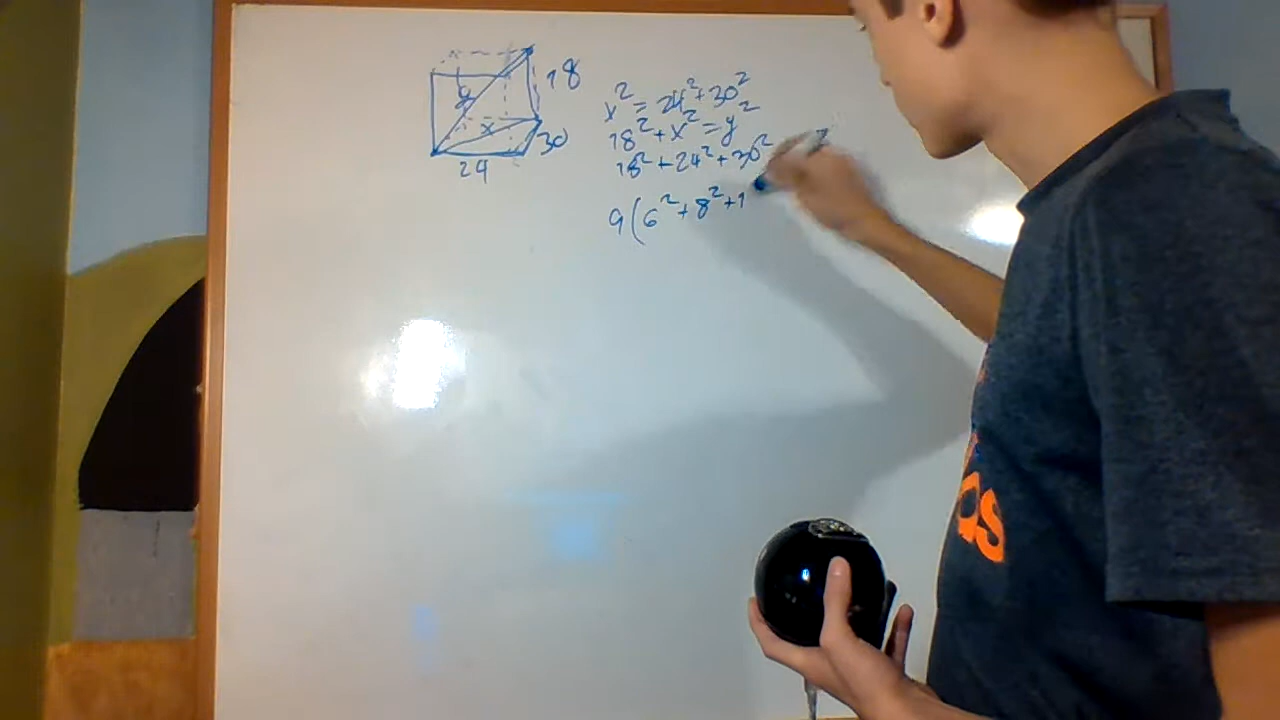 18
y
x
30
24
x² = 24² + 30²
18² + x² = y²
18² + 24² + 30²
9(6² + 8² + 1